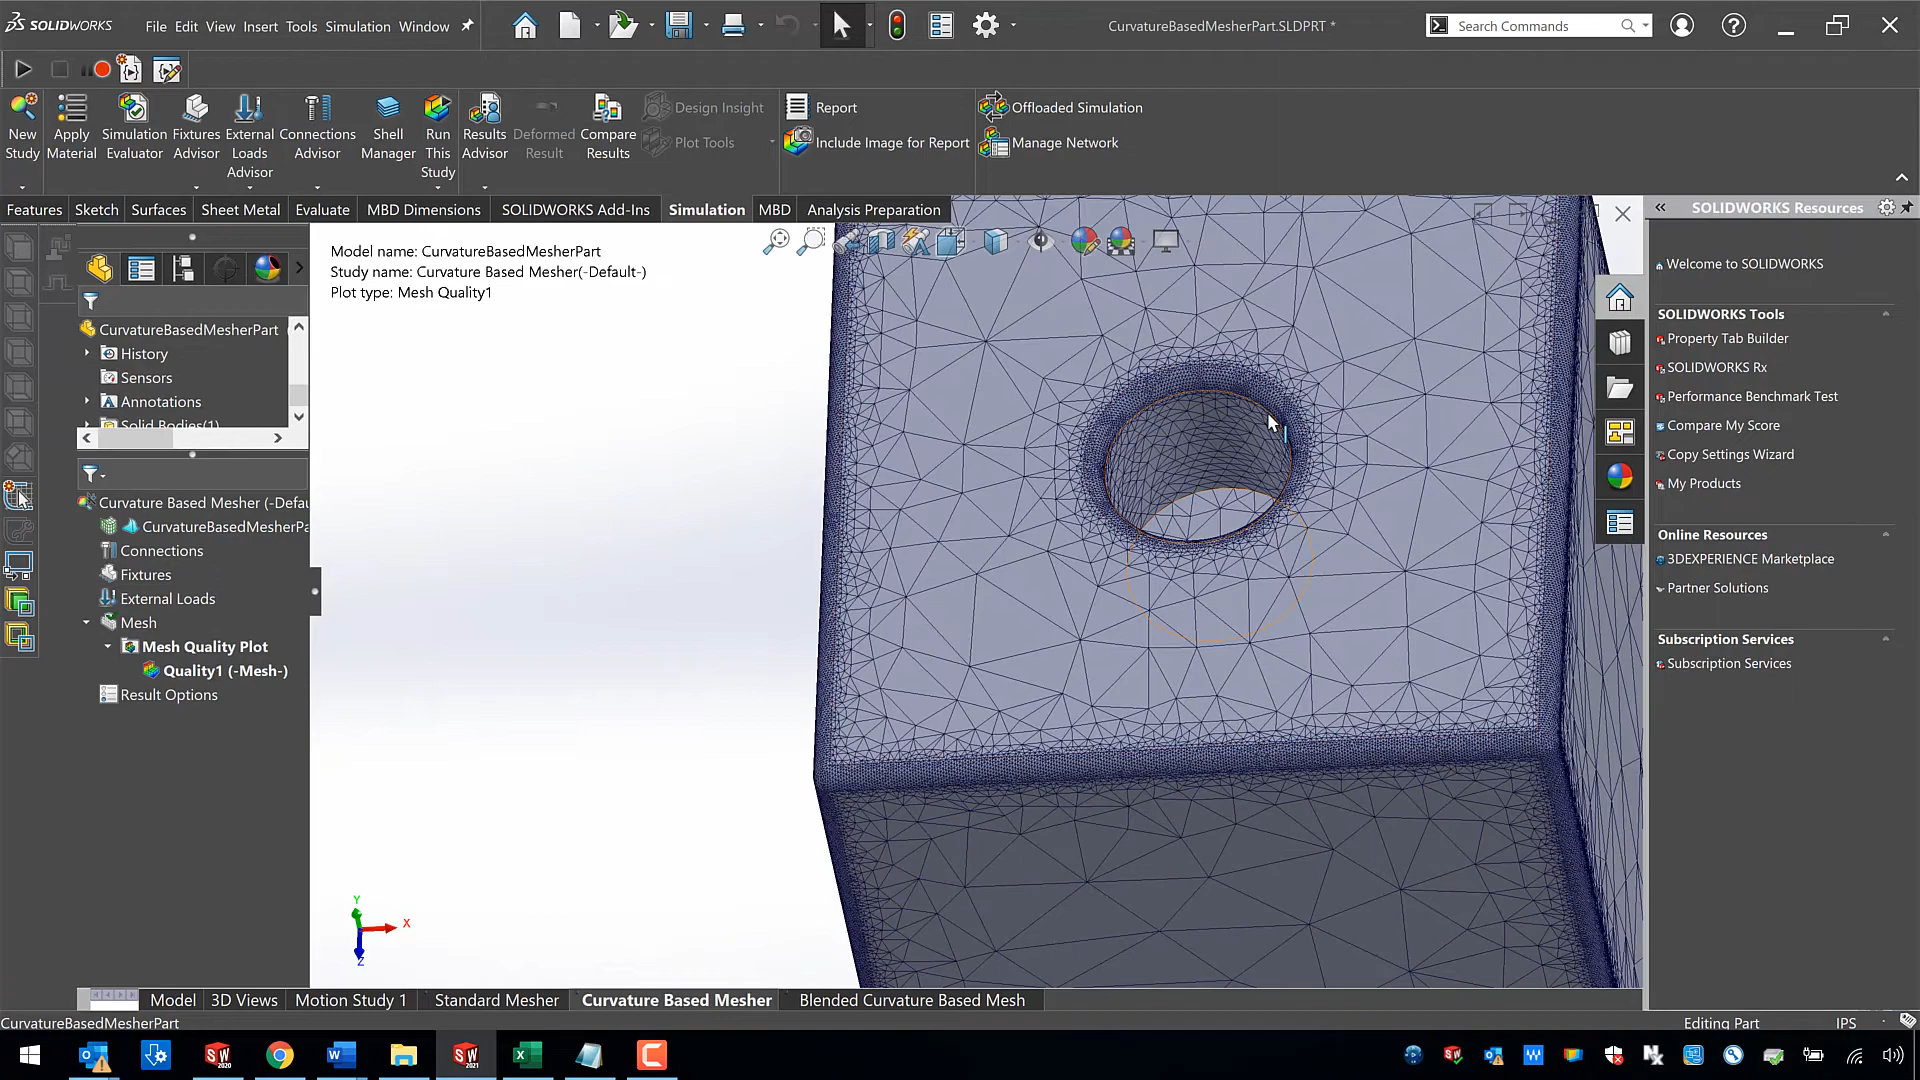 SOLIDWORKS File Edit View Insert Tools Simulation Window CurvatureBasedMesherPart.SLDPRT * Search Commands
New Study
Apply Material
Simulation Evaluator
Fixtures Advisor
External Loads Advisor
Connections Advisor
Shell Manager
Run This Study
Results Advisor
Deformed Result
Compare Results
Design Insight
Plot Tools
Report
Include Image for Report
Offloaded Simulation
Manage Network
Features Sketch Surfaces Sheet Metal Evaluate MBD Dimensions SOLIDWORKS Add-Ins Simulation MBD Analysis Preparation
CurvatureBasedMesherPart
History
Sensors
Annotations
Solid Bodies(1)
Curvature Based Mesher (-Defau
CurvatureBasedMesherPa
Connections
Fixtures
External Loads
Mesh
Mesh Quality Plot
Quality1 (-Mesh-)
Result Options
Model name: CurvatureBasedMesherPart
Study name: Curvature Based Mesher(-Default-)
Plot type: Mesh Quality1
Y
X
Z
SOLIDWORKS Resources
Welcome to SOLIDWORKS
SOLIDWORKS Tools
Property Tab Builder
SOLIDWORKS Rx
Performance Benchmark Test
Compare My Score
Copy Settings Wizard
My Products
Online Resources
3DEXPERIENCE Marketplace
Partner Solutions
Subscription Services
Subscription Services
Model 3D Views Motion Study 1 Standard Mesher Curvature Based Mesher Blended Curvature Based Mesh
CurvatureBasedMesherPart Editing Part IPS
SW 2020
SW 2021